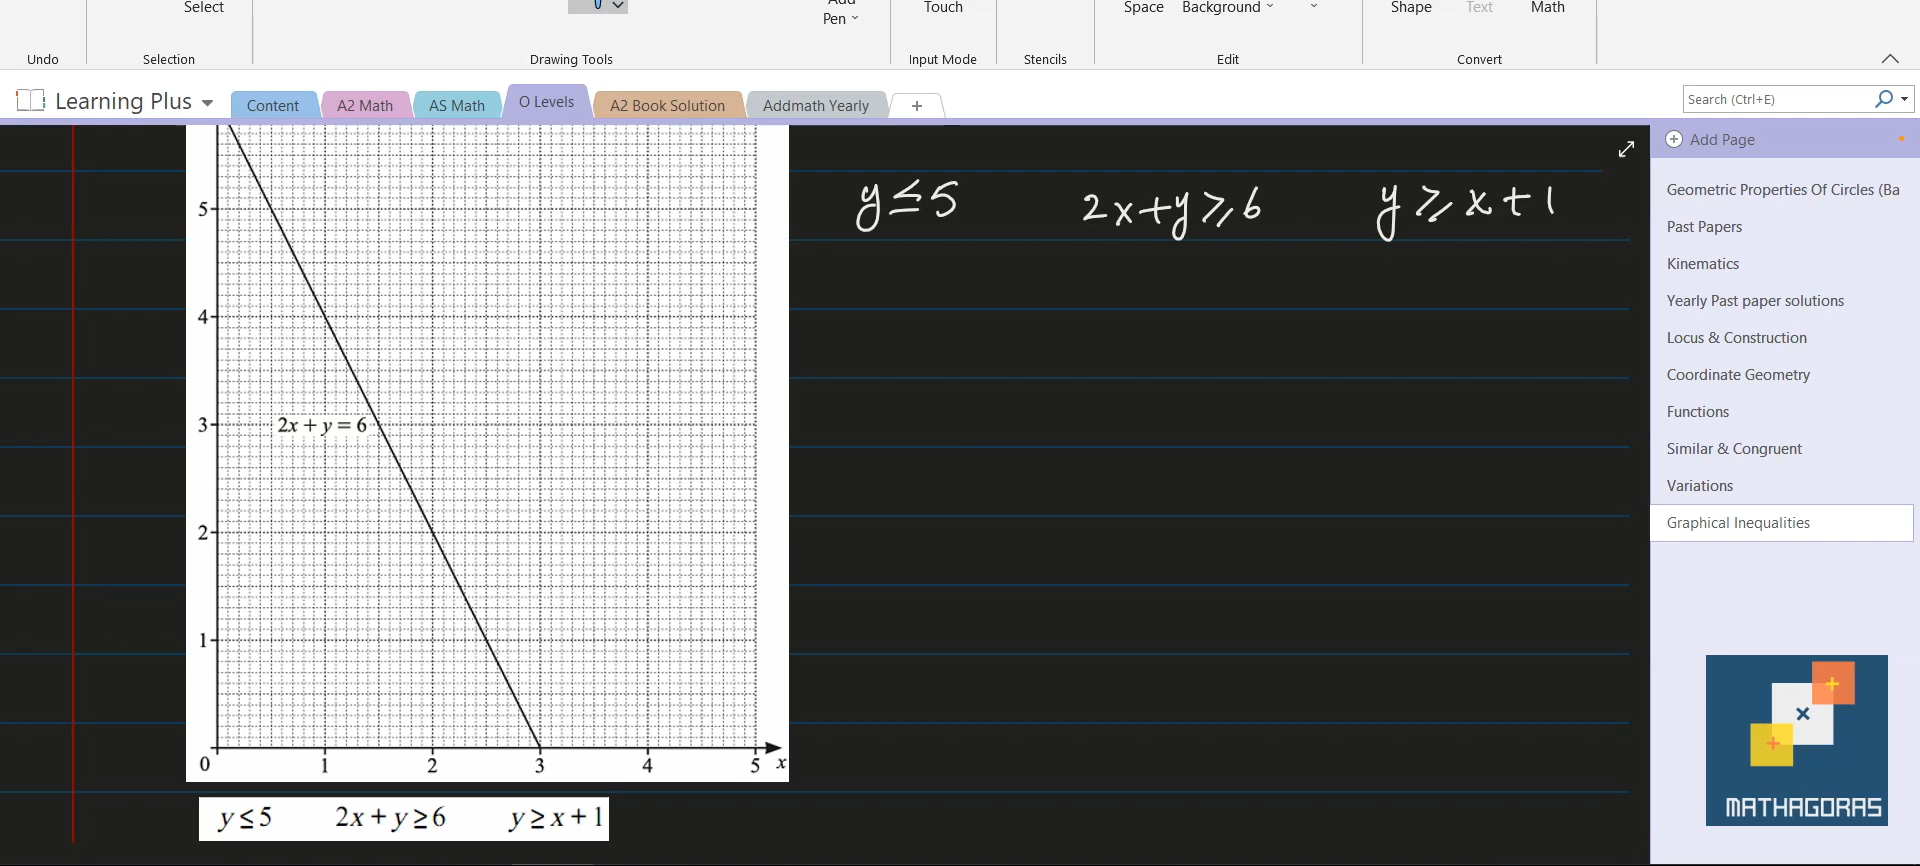 Select
Add
Pen
Touch
Space Background
Shape Text Math
Undo Selection Drawing Tools Input Mode Stencils Edit Convert
Learning Plus Content A2 Math AS Math O Levels A2 Book Solution Addmath Yearly +
Search (Ctrl+E)
Add Page
Geometric Properties Of Circles (Ba
Past Papers
Kinematics
Yearly Past paper solutions
Locus & Construction
Coordinate Geometry
Functions
Similar & Congruent
Variations
Graphical Inequalities
y ≤ 5 2x + y ⩾ 6 y ⩾ x + 1
5
4
3
2x + y = 6
2
1
0 1 2 3 4 5 x
y ≤ 5 2x + y ≥ 6 y ≥ x + 1
+
×
+
MATHAGORAS